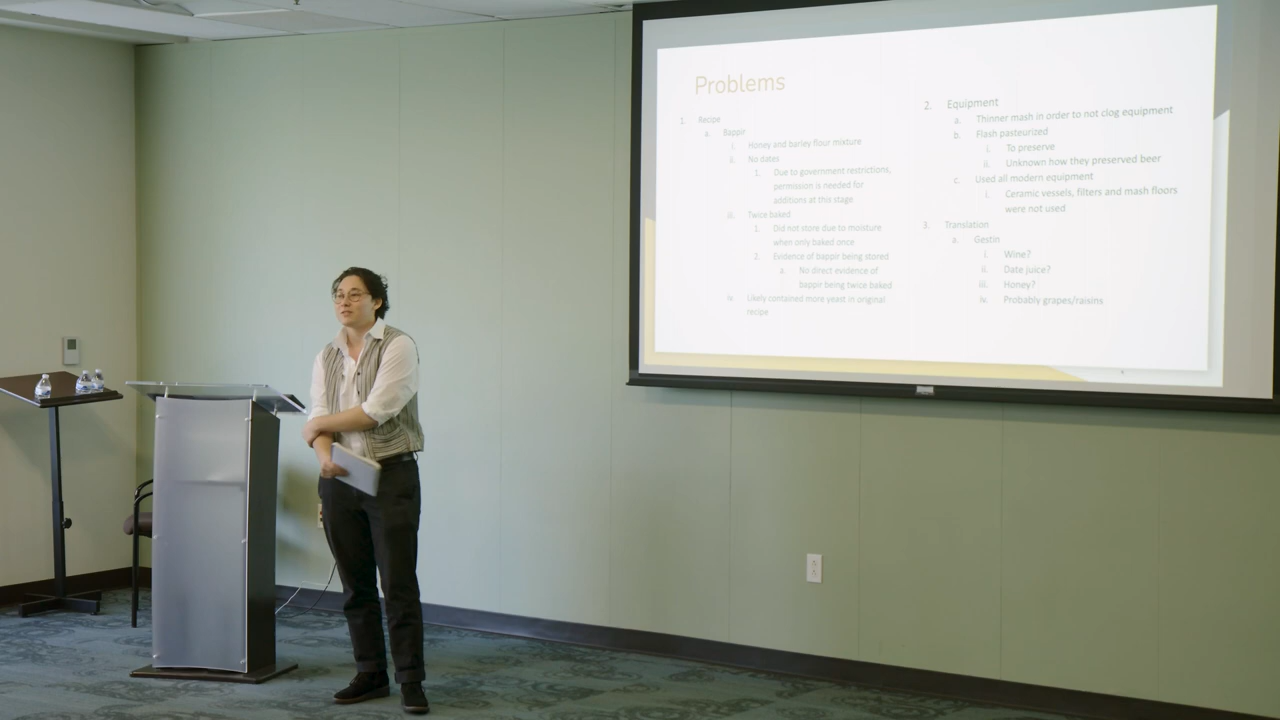 Problems
1. Recipe
a. Bappir
i. Honey and barley flour mixture
ii. No dates
1. Due to government restrictions,
permission is needed for
additions at this stage.
iii. Twice baked
1. Did not store due to moisture
when only baked once
2. Evidence of bappir being stored
a. No direct evidence of
bappir being twice baked
iv. Likely contained more yeast in original
recipe
2. Equipment
a. Thinner mash in order to not clog equipment
b. Flash pasteurized
i. To preserve
ii. Unknown how they preserved beer
c. Used all modern equipment
i. Ceramic vessels, filters and mash floors
were not used
3. Translation
a. Gestin
i. Wine?
ii. Date juice?
iii. Honey?
iv. Probably grapes/raisins